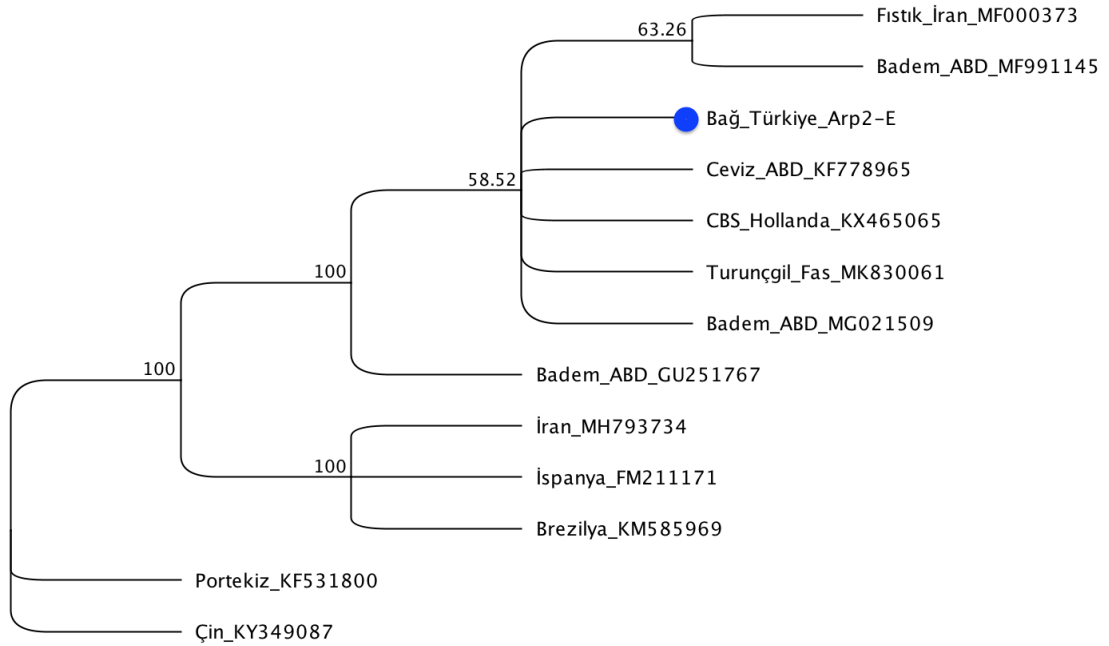 Fıstık_İran_MF000373
63.26
Badem_ABD_MF991145
Bağ_Türkiye_Arp2-E
Ceviz_ABD_KF778965
58.52
CBS_Hollanda_KX465065
Turunçgil_Fas_MK830061
100
Badem_ABD_MG021509
100
Badem_ABD_GU251767
İran_MH793734
100
İspanya_FM211171
Brezilya_KM585969
Portekiz_KF531800
Çin_KY349087